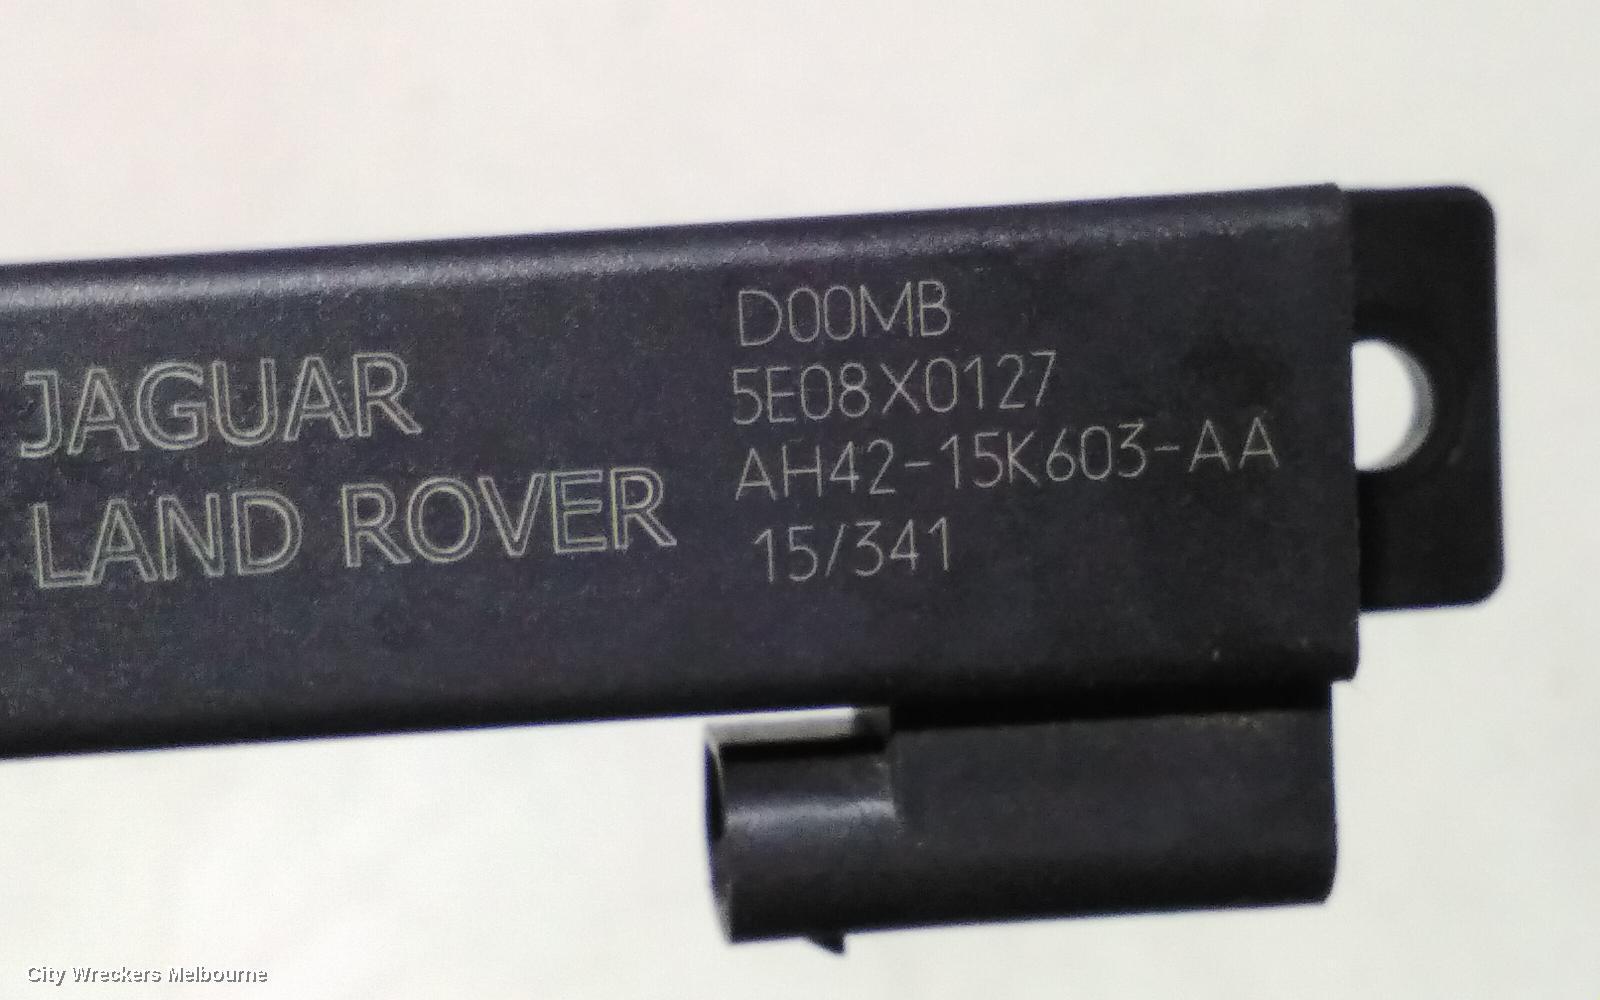 JAGUAR
LAND ROVER
D00MB
5E08X0127
AH42-15K603-AA
15/341
City Wreckers Melbourne